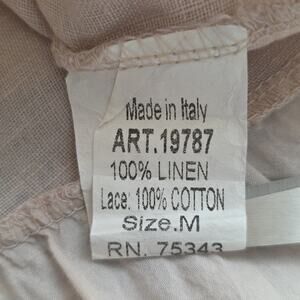 Made in Italy
ART.19787
100% LINEN
Lace: 100% COTTON
Size.M
RN. 75343